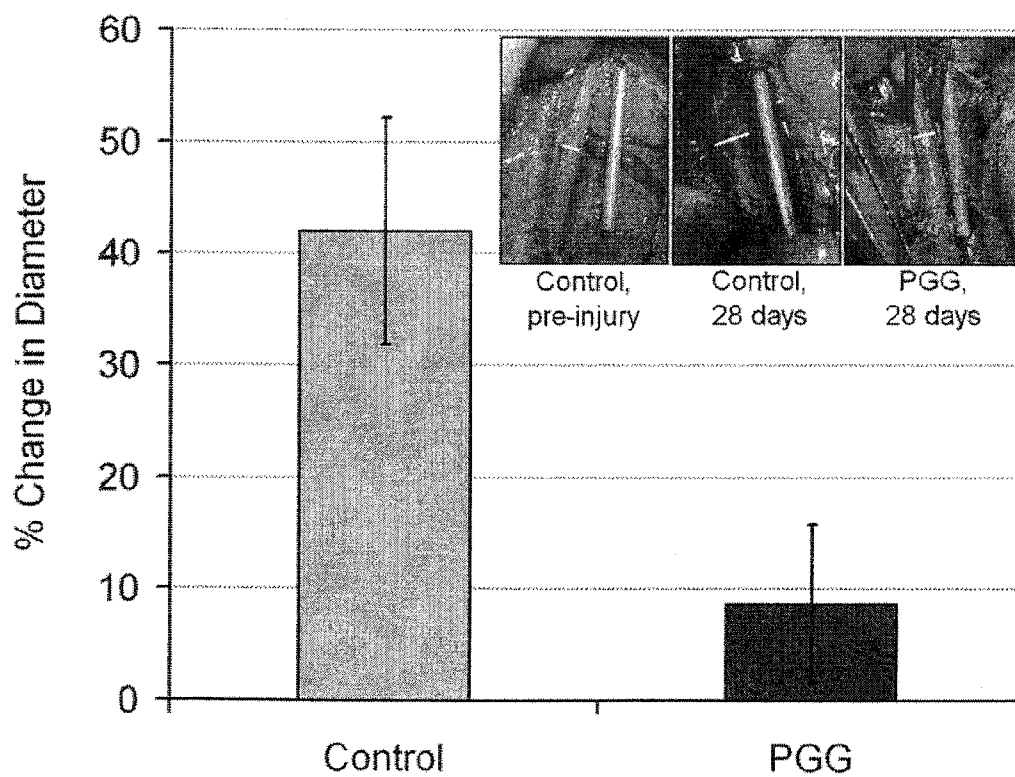 60
50
40
30
20
10
0
% Change in Diameter
Control,
pre-injury
Control,
28 days
PGG,
28 days
Control
PGG